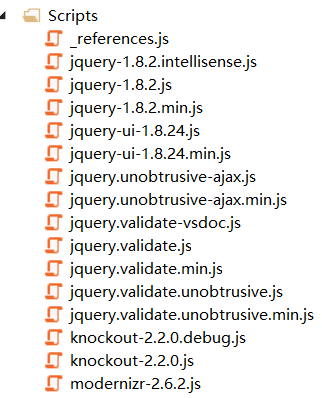 Scripts
_references.js
jquery-1.8.2.intellisense.js
jquery-1.8.2.js
jquery-1.8.2.min.js
jquery-ui-1.8.24.js
jquery-ui-1.8.24.min.js
jquery.unobtrusive-ajax.js
jquery.unobtrusive-ajax.min.js
jquery.validate-vsdoc.js
jquery.validate.js
jquery.validate.min.js
jquery.validate.unobtrusive.js
jquery.validate.unobtrusive.min.js
knockout-2.2.0.debug.js
knockout-2.2.0.js
modernizr-2.6.2.js